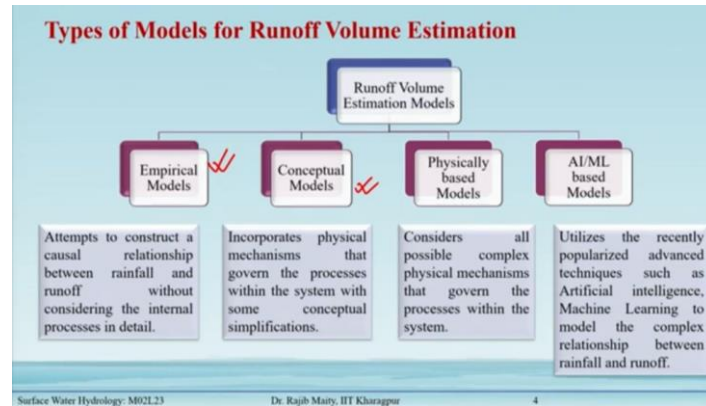 Types of Models for Runoff Volume Estimation
Runoff Volume
Estimation Models
Empirical
Models
Conceptual
Models
Physically
based
Models
AI/ML
based
Models
Attempts to construct a
causal relationship
between rainfall and
runoff without
considering the internal
processes in detail.
Incorporates physical
mechanisms that
govern the processes
within the system with
some conceptual
simplifications.
Considers all
possible complex
physical mechanisms
that govern the
processes within the
system.
Utilizes the recently
popularized advanced
techniques such as
Artificial intelligence,
Machine Learning to
model the complex
relationship between
rainfall and runoff.
Surface Water Hydrology: M02L23
Dr. Rajib Maity, IIT Kharagpur
4